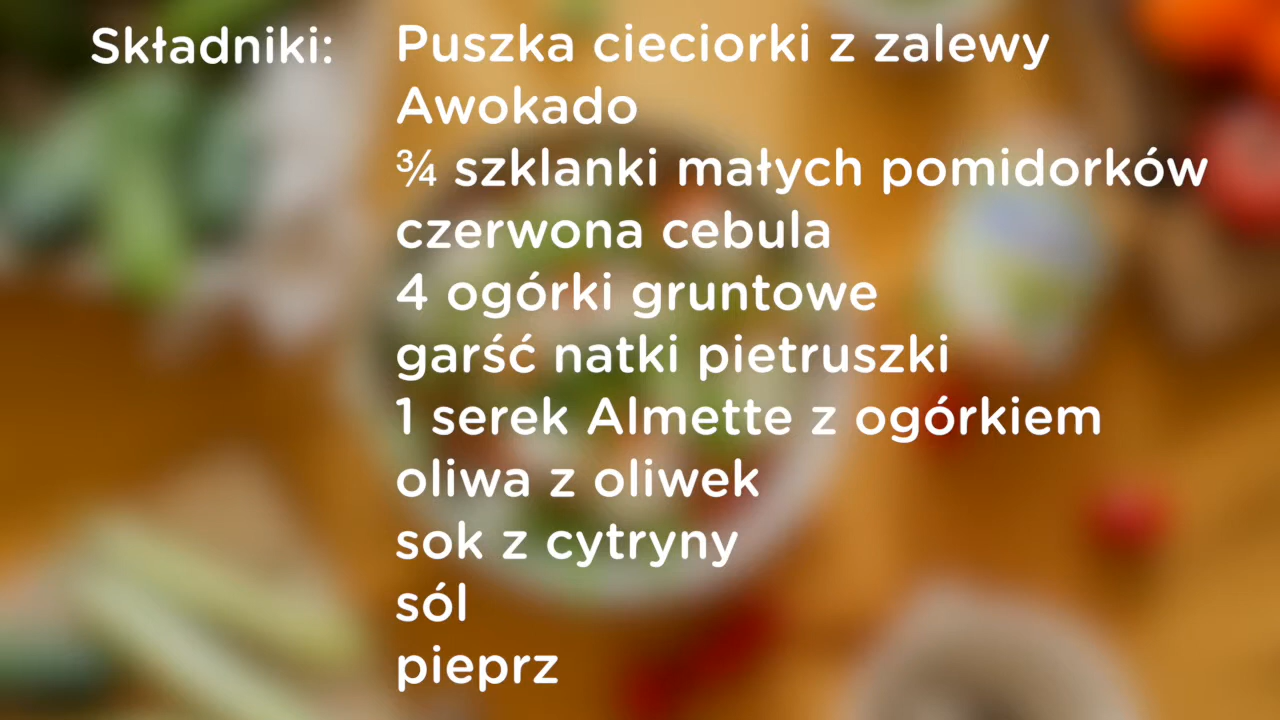 Składniki:
Puszka cieciorki z zalewy
Awokado
¾ szklanki małych pomidorków
czerwona cebula
4 ogórki gruntowe
garść natki pietruszki
1 serek Almette z ogórkiem
oliwa z oliwek
sok z cytryny
sól
pieprz